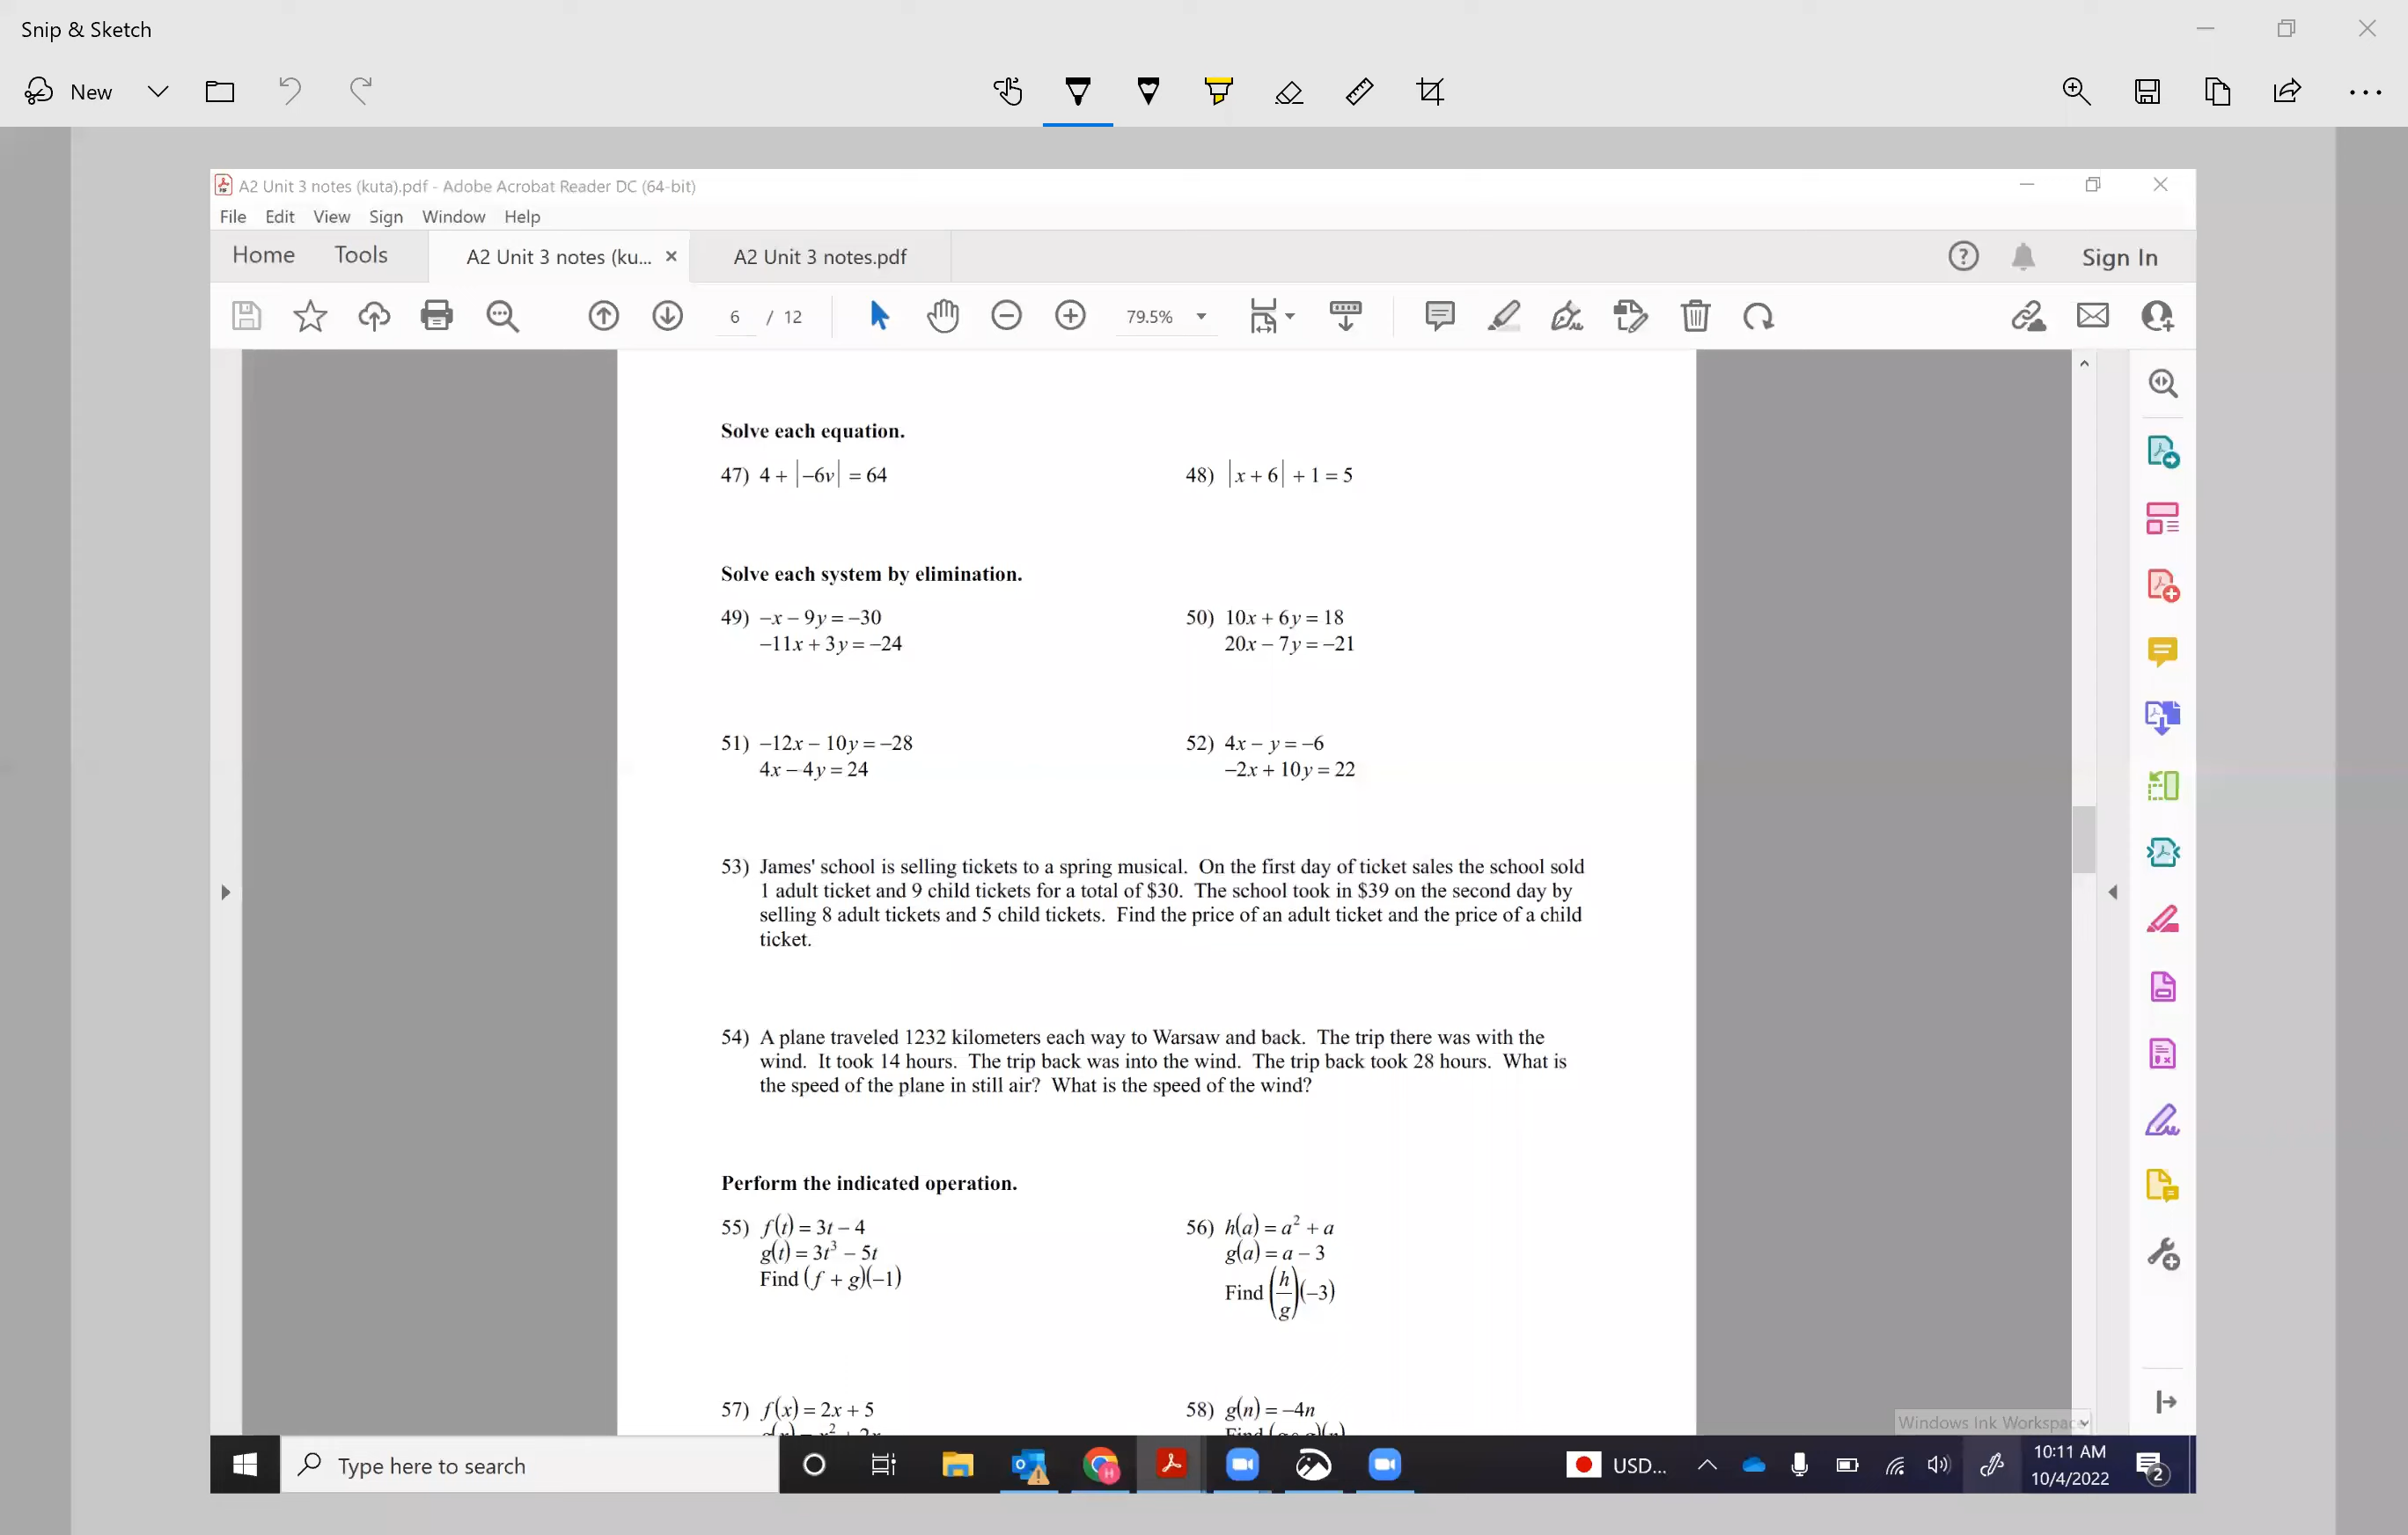 Snip & Sketch
New
A2 Unit 3 notes (kuta).pdf - Adobe Acrobat Reader DC (64-bit)
File Edit View Sign Window Help
Home Tools A2 Unit 3 notes (ku... × A2 Unit 3 notes.pdf Sign In
6 / 12 79.5%
Solve each equation.
47) 4 + |−6v| = 64 48) |x + 6| + 1 = 5
Solve each system by elimination.
49) −x − 9y = −30 50) 10x + 6y = 18
−11x + 3y = −24 20x − 7y = −21
51) −12x − 10y = −28 52) 4x − y = −6
4x − 4y = 24 −2x + 10y = 22
53) James' school is selling tickets to a spring musical. On the first day of ticket sales the school sold
1 adult ticket and 9 child tickets for a total of $30. The school took in $39 on the second day by
selling 8 adult tickets and 5 child tickets. Find the price of an adult ticket and the price of a child
ticket.
54) A plane traveled 1232 kilometers each way to Warsaw and back. The trip there was with the
wind. It took 14 hours. The trip back was into the wind. The trip back took 28 hours. What is
the speed of the plane in still air? What is the speed of the wind?
Perform the indicated operation.
55) f(t) = 3t − 4 56) h(a) = a² + a
g(t) = 3t³ − 5t g(a) = a − 3
Find (f + g)(−1) Find (h/g)(−3)
57) f(x) = 2x + 5 58) g(n) = −4n
Windows Ink Workspace
Type here to search USD... 10:11 AM
10/4/2022 2